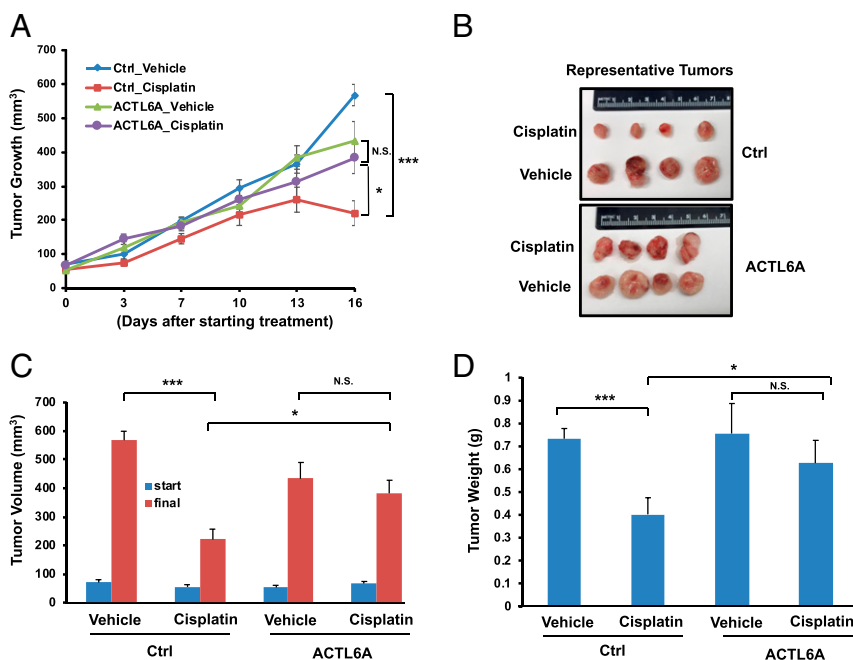 A
Tumor Growth (mm3)
700
600
500
400
300
200
100
0
Ctrl_Vehicle
Ctrl_Cisplatin
ACTL6A_Vehicle
ACTL6A_Cisplatin
N.S.
***
*
0 3 7 10 13 16
(Days after starting treatment)
B
Representative Tumors
Cisplatin
Vehicle
Ctrl
Cisplatin
Vehicle
ACTL6A
C
Tumor Volume (mm3)
700
600
500
400
300
200
100
0
***
N.S.
*
start
final
Vehicle Cisplatin Vehicle Cisplatin
Ctrl ACTL6A
D
Tumor Weight (g)
1
0.9
0.8
0.7
0.6
0.5
0.4
0.3
0.2
0.1
0
*
***
N.S.
Vehicle Cisplatin Vehicle Cisplatin
Ctrl ACTL6A